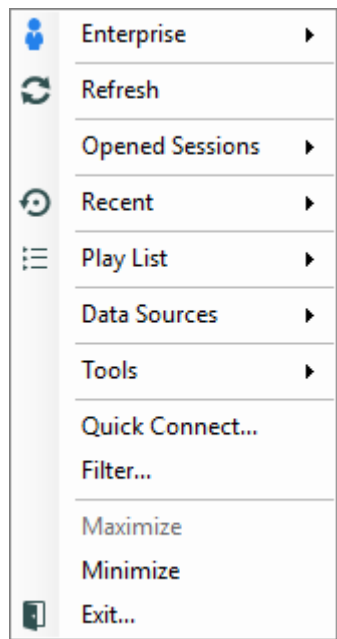 Enterprise
Refresh
Opened Sessions
Recent
Play List
Data Sources
Tools
Quick Connect...
Filter...
Maximize
Minimize
Exit...